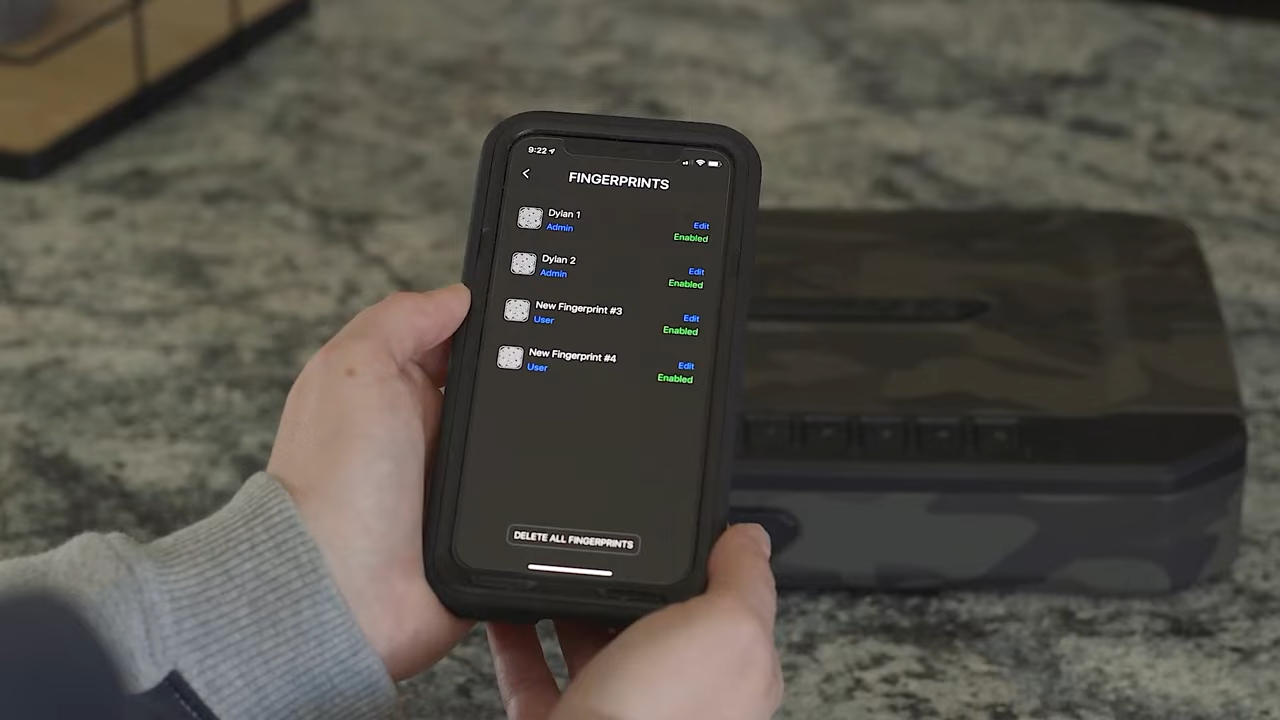 9:22
FINGERPRINTS
Dylan 1
Admin
Edit
Enabled
Dylan 2
Admin
Edit
Enabled
New Fingerprint #3
User
Edit
Enabled
New Fingerprint #4
User
Edit
Enabled
DELETE ALL FINGERPRINTS